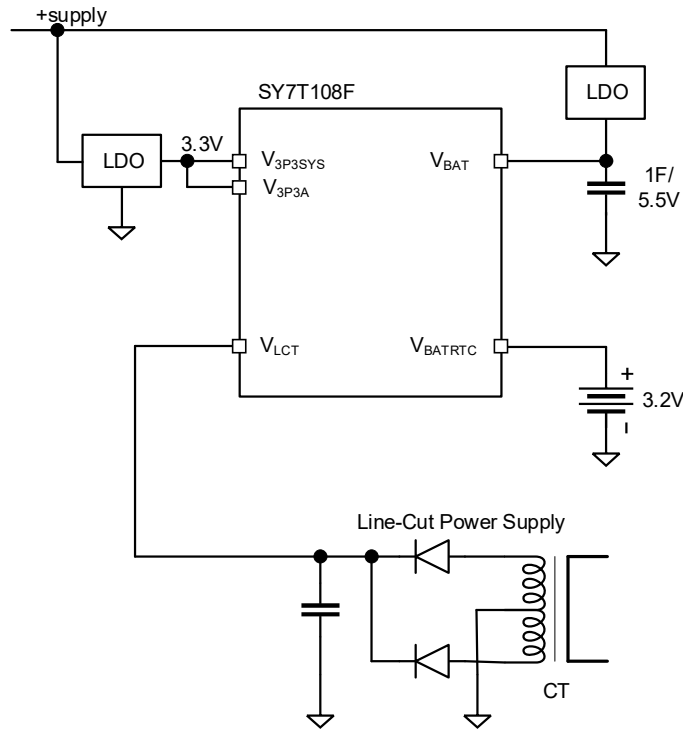 +supply
LDO
SY7T108F
3.3V
LDO
V3P3SYS
VBAT
V3P3A
1F/
5.5V
VLCT
VBATRTC
+
3.2V
-
Line-Cut Power Supply
CT